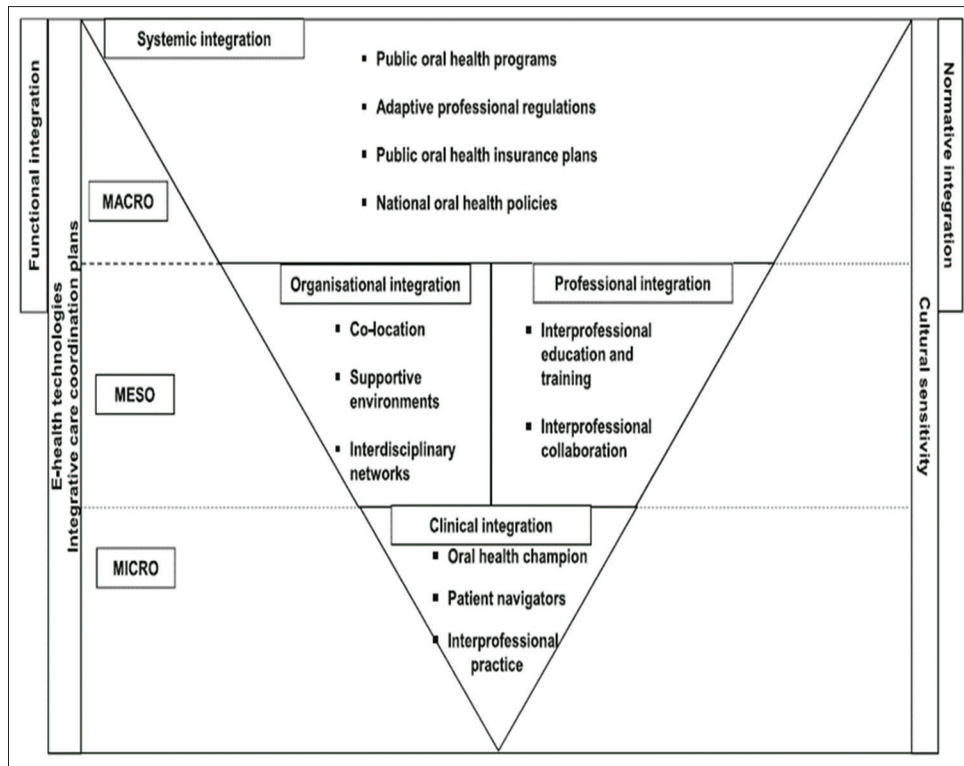 Systemic integration
Public oral health programs
Adaptive professional regulations
Public oral health insurance plans
National oral health policies
Functional integration
E-health technologies
Integrative care coordination plans
Normative integration
Cultural sensitivity
MACRO
Organisational integration
Co-location
Supportive
environments
Interdisciplinary
networks
Professional integration
Interprofessional
education and
training
Interprofessional
collaboration
MESO
Clinical integration
Oral health champion
Patient navigators
Interprofessional
practice
MICRO